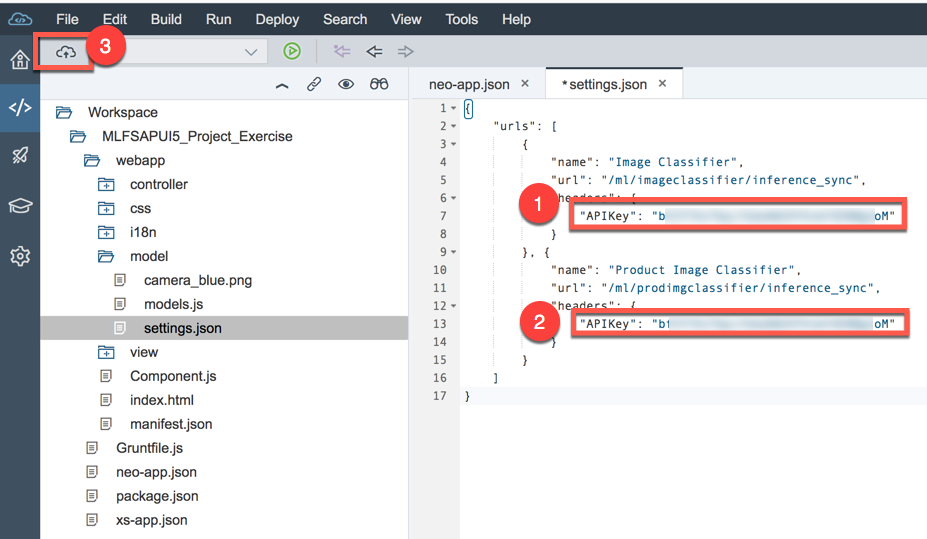 File Edit Build Run Deploy Search View Tools Help
3
neo-app.json × *settings.json ×
Workspace
MLFSAPUI5_Project_Exercise
webapp
controller
css
i18n
model
camera_blue.png
models.js
settings.json
view
Component.js
index.html
manifest.json
Gruntfile.js
neo-app.json
package.json
xs-app.json
1 {
2 "urls": [
3 {
4 "name": "Image Classifier",
5 "url": "/ml/imageclassifier/inference_sync",
6 "headers": {
1
7 "APIKey": "b oM"
8 }
9 }, {
10 "name": "Product Image Classifier",
11 "url": "/ml/prodimgclassifier/inference_sync",
12 "headers": {
2
13 "APIKey": "b oM"
14 }
15 }
16 ]
17 }